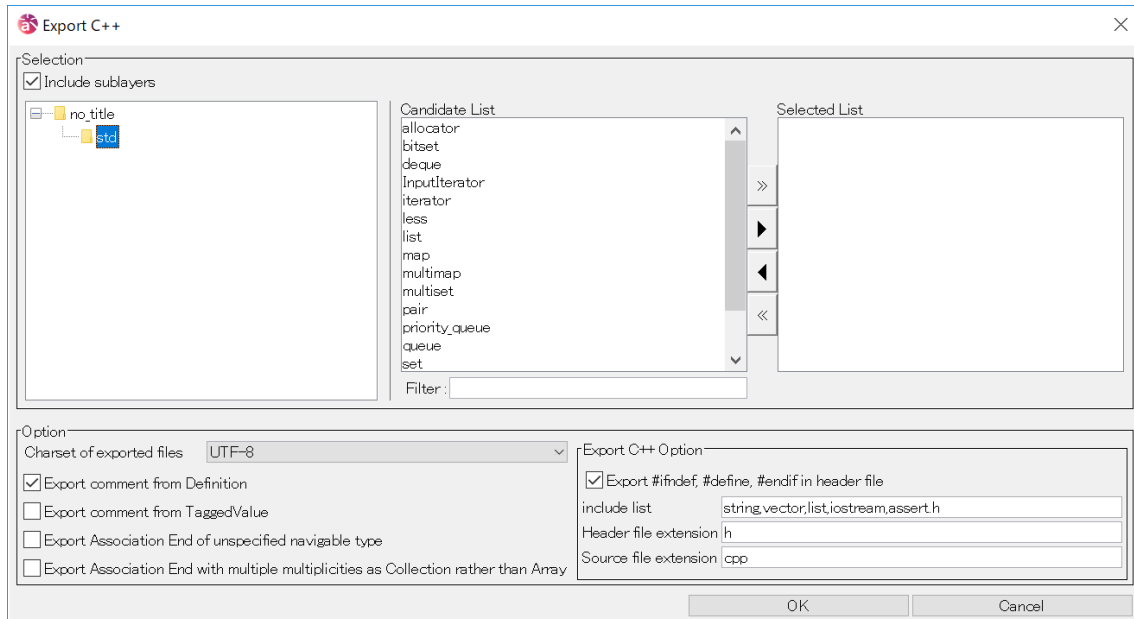 Export C++
Selection
Include sublayers
no_title
std
Candidate List
allocator
bitset
deque
InputIterator
iterator
less
list
map
multimap
multiset
pair
priority_queue
queue
set
Filter :
Selected List
Option
Charset of exported files UTF-8
Export comment from Definition
Export comment from TaggedValue
Export Association End of unspecified navigable type
Export Association End with multiple multiplicities as Collection rather than Array
Export C++ Option
Export #ifndef, #define, #endif in header file
include list string,vector,list,iostream,assert.h
Header file extension h
Source file extension cpp
OK Cancel